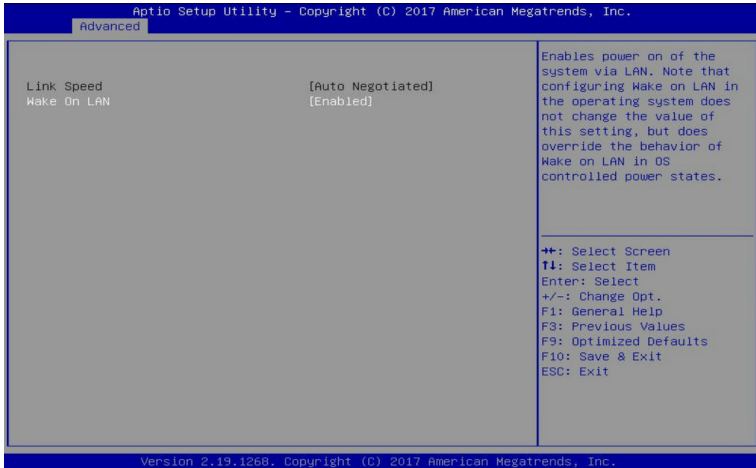 Aptio Setup Utility – Copyright (C) 2017 American Megatrends, Inc.
Advanced
Link Speed [Auto Negotiated]
Wake On LAN [Enabled]
Enables power on of the
system via LAN. Note that
configuring Wake on LAN in
the operating system does
not change the value of
this setting, but does
override the behavior of
Wake on LAN in OS
controlled power states.
→←: Select Screen
↑↓: Select Item
Enter: Select
+/-: Change Opt.
F1: General Help
F3: Previous Values
F9: Optimized Defaults
F10: Save & Exit
ESC: Exit
Version 2.19.1268. Copyright (C) 2017 American Megatrends, Inc.